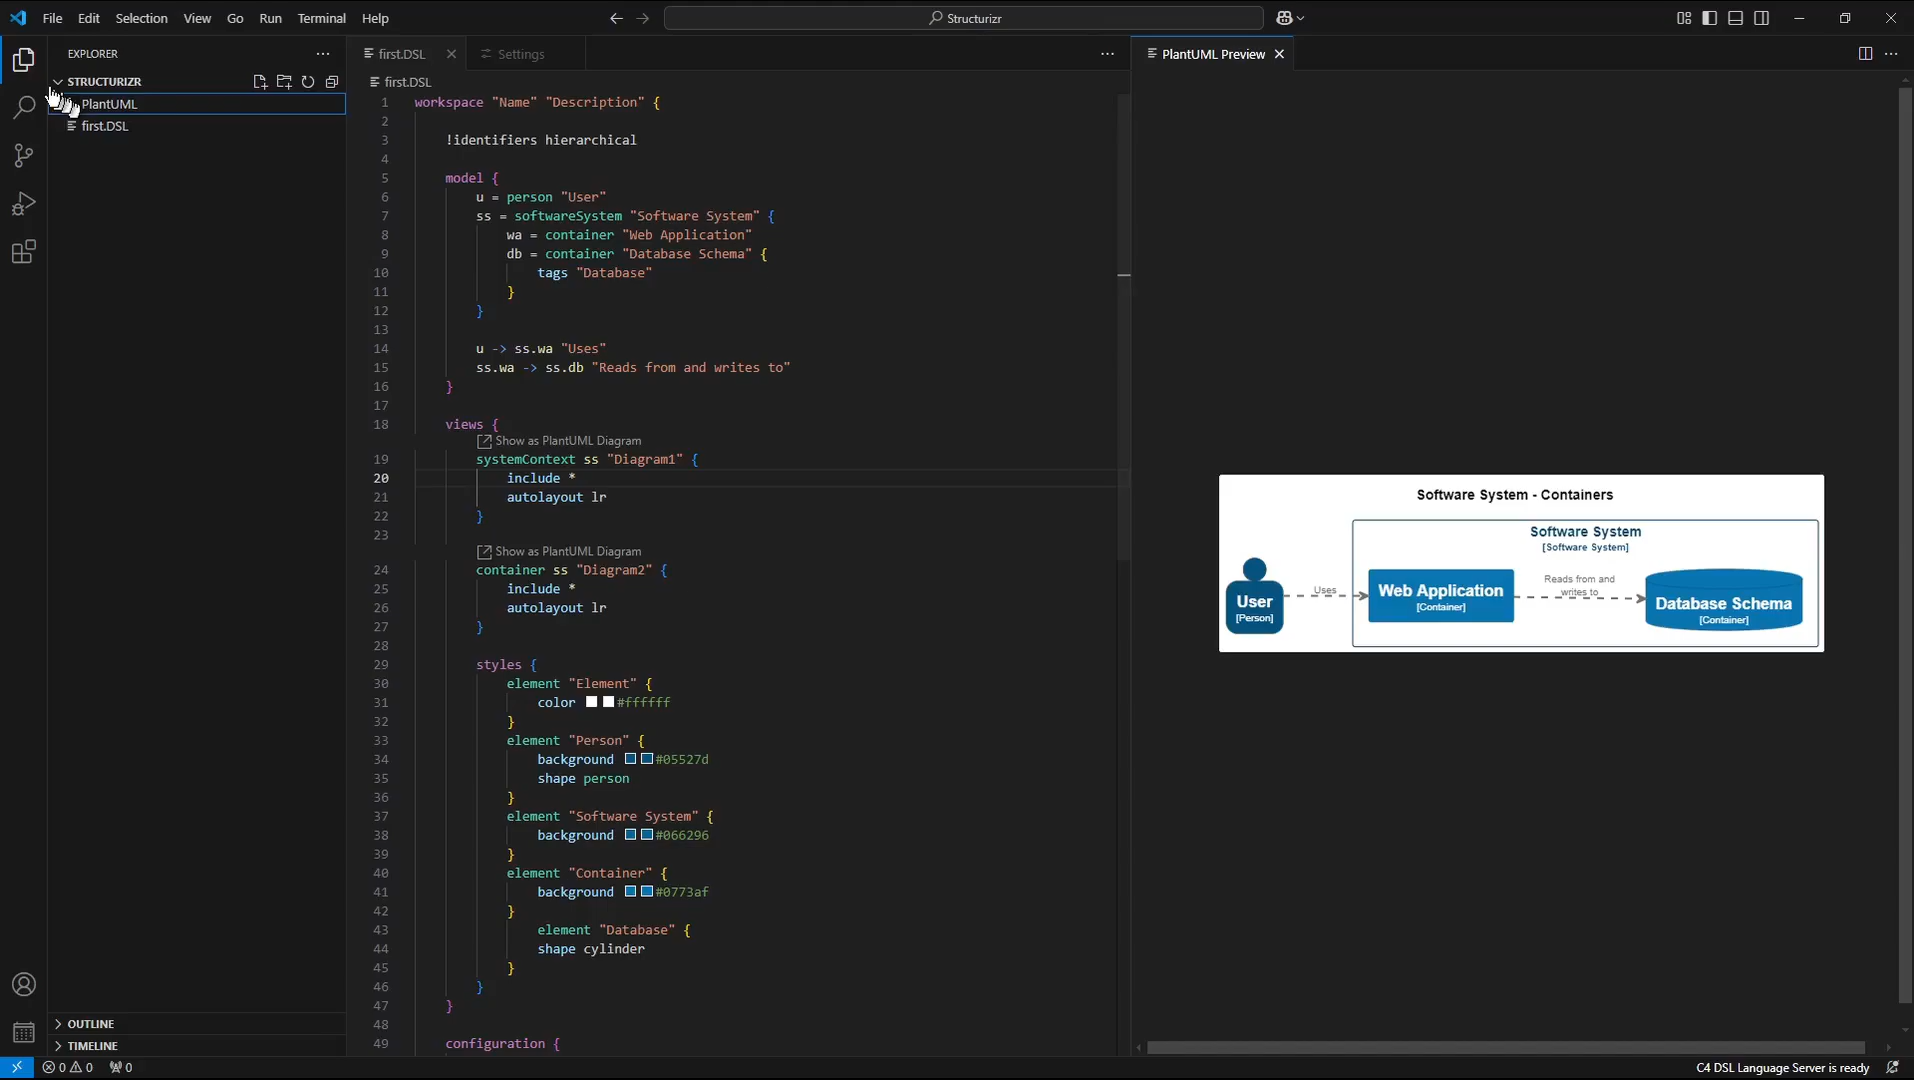 File Edit Selection View Go Run Terminal Help
Structurizr
EXPLORER
STRUCTURIZR
PlantUML
first.DSL
OUTLINE
TIMELINE
first.DSL
Settings
first.DSL
1 workspace "Name" "Description" {
2
3 !identifiers hierarchical
4
5 model {
6 u = person "User"
7 ss = softwareSystem "Software System" {
8 wa = container "Web Application"
9 db = container "Database Schema" {
10 tags "Database"
11 }
12 }
13
14 u -> ss.wa "Uses"
15 ss.wa -> ss.db "Reads from and writes to"
16 }
17
18 views {
Show as PlantUML Diagram
19 systemContext ss "Diagram1" {
20 include *
21 autolayout lr
22 }
23
Show as PlantUML Diagram
24 container ss "Diagram2" {
25 include *
26 autolayout lr
27 }
28
29 styles {
30 element "Element" {
31 color #ffffff
32 }
33 element "Person" {
34 background #05527d
35 shape person
36 }
37 element "Software System" {
38 background #066296
39 }
40 element "Container" {
41 background #0773af
42 }
43 element "Database" {
44 shape cylinder
45 }
46 }
47 }
48
49 configuration {
PlantUML Preview
Software System - Containers
Software System
[Software System]
User
[Person]
Uses
Web Application
[Container]
Reads from and
writes to
Database Schema
[Container]
0 0 0
C4 DSL Language Server is ready